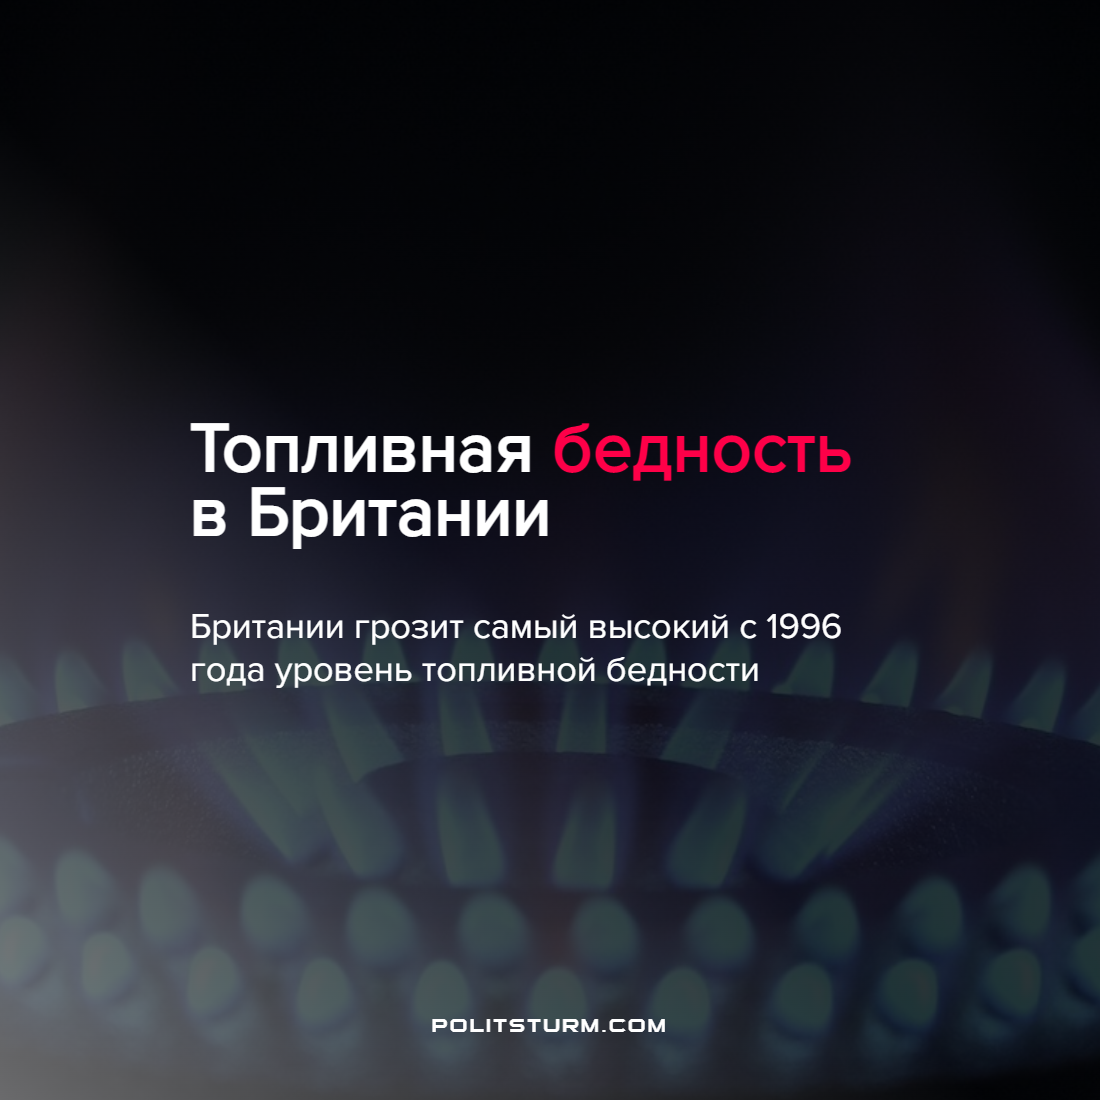 Топливная бедность
в Британии
Британии грозит самый высокий с 1996
года уровень топливной бедности
POLITSTURM.COM